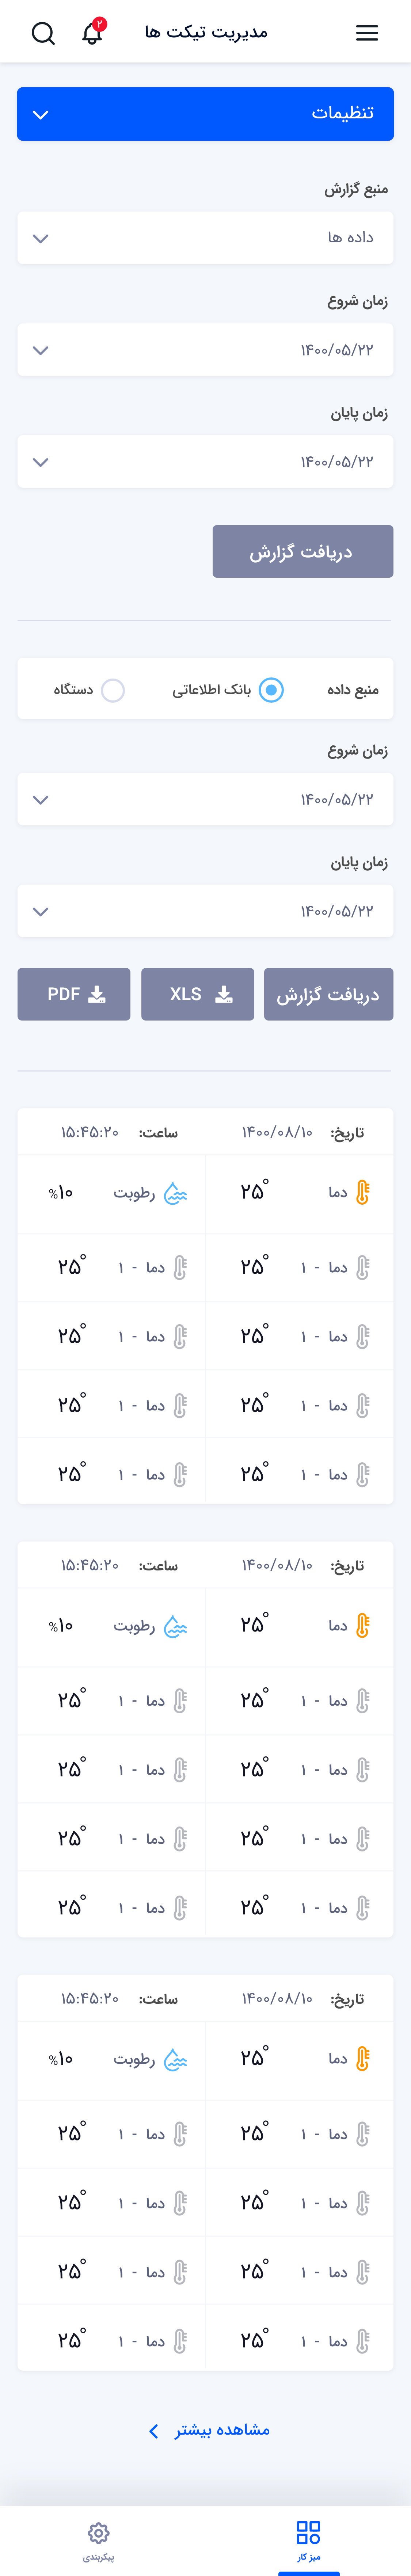 مدیریت تیکت ها ۲
تنظیمات
منبع گزارش
داده ها
زمان شروع
۱۴۰۰/۰۵/۲۲
زمان پایان
۱۴۰۰/۰۵/۲۲
دریافت گزارش
منبع داده بانک اطلاعاتی دستگاه
زمان شروع
۱۴۰۰/۰۵/۲۲
زمان پایان
۱۴۰۰/۰۵/۲۲
دریافت گزارش XLS PDF
تاریخ: ۱۴۰۰/۰۸/۱۰ ساعت: ۱۵:۴۵:۲۰
دما ۲۵° رطوبت ۱۰%
دما - ۱ ۲۵° دما - ۱ ۲۵°
دما - ۱ ۲۵° دما - ۱ ۲۵°
دما - ۱ ۲۵° دما - ۱ ۲۵°
دما - ۱ ۲۵° دما - ۱ ۲۵°
تاریخ: ۱۴۰۰/۰۸/۱۰ ساعت: ۱۵:۴۵:۲۰
دما ۲۵° رطوبت ۱۰%
دما - ۱ ۲۵° دما - ۱ ۲۵°
دما - ۱ ۲۵° دما - ۱ ۲۵°
دما - ۱ ۲۵° دما - ۱ ۲۵°
دما - ۱ ۲۵° دما - ۱ ۲۵°
تاریخ: ۱۴۰۰/۰۸/۱۰ ساعت: ۱۵:۴۵:۲۰
دما ۲۵° رطوبت ۱۰%
دما - ۱ ۲۵° دما - ۱ ۲۵°
دما - ۱ ۲۵° دما - ۱ ۲۵°
دما - ۱ ۲۵° دما - ۱ ۲۵°
دما - ۱ ۲۵° دما - ۱ ۲۵°
مشاهده بیشتر
میز کار پیکربندی